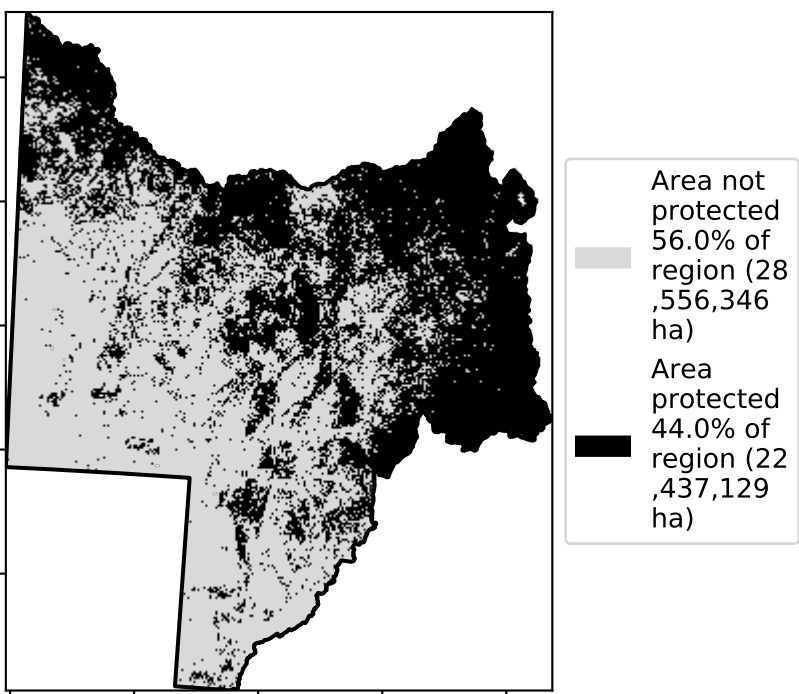 Area not
protected
56.0% of
region (28
,556,346
ha)
Area
protected
44.0% of
region (22
,437,129
ha)